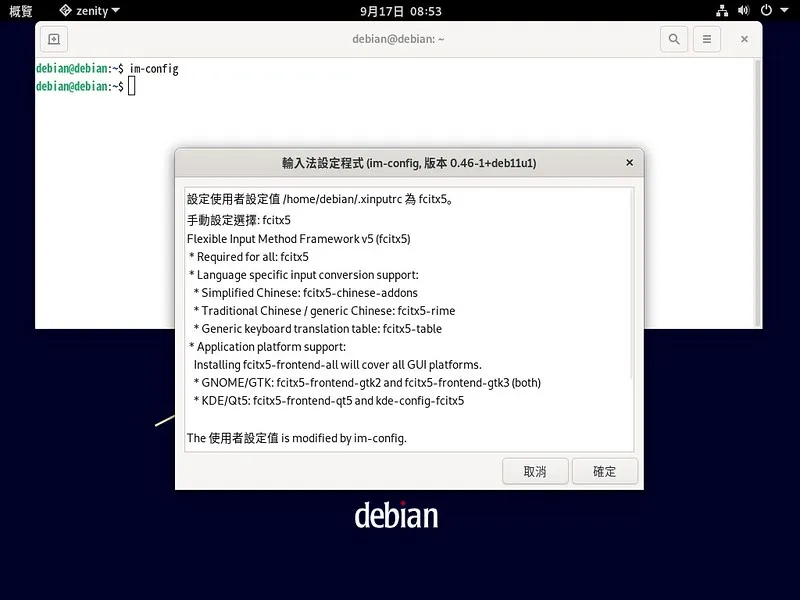 概覽 zenity 9月17日 08:53
debian@debian: ~
debian@debian:~$ im-config
debian@debian:~$
輸入法設定程式 (im-config, 版本 0.46-1+deb11u1)
設定使用者設定值 /home/debian/.xinputrc 為 fcitx5。
手動設定選擇: fcitx5
Flexible Input Method Framework v5 (fcitx5)
* Required for all: fcitx5
* Language specific input conversion support:
* Simplified Chinese: fcitx5-chinese-addons
* Traditional Chinese / generic Chinese: fcitx5-rime
* Generic keyboard translation table: fcitx5-table
* Application platform support:
Installing fcitx5-frontend-all will cover all GUI platforms.
* GNOME/GTK: fcitx5-frontend-gtk2 and fcitx5-frontend-gtk3 (both)
* KDE/Qt5: fcitx5-frontend-qt5 and kde-config-fcitx5
The 使用者設定值 is modified by im-config.
取消 確定
debian